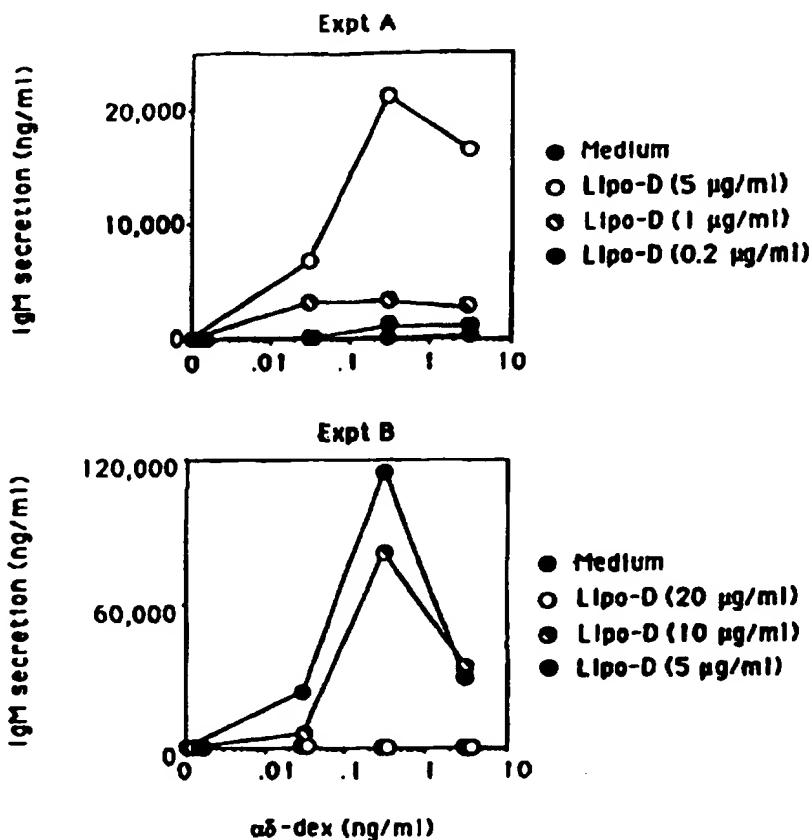 Expt A
IgM secretion (ng/ml)
20,000
10,000
0
0 .01 .1 1 10
Medium
Lipo-D (5 μg/ml)
Lipo-D (1 μg/ml)
Lipo-D (0.2 μg/ml)
Expt B
IgM secretion (ng/ml)
120,000
60,000
0
0 .01 .1 1 10
Medium
Lipo-D (20 μg/ml)
Lipo-D (10 μg/ml)
Lipo-D (5 μg/ml)
αδ-dex (ng/ml)